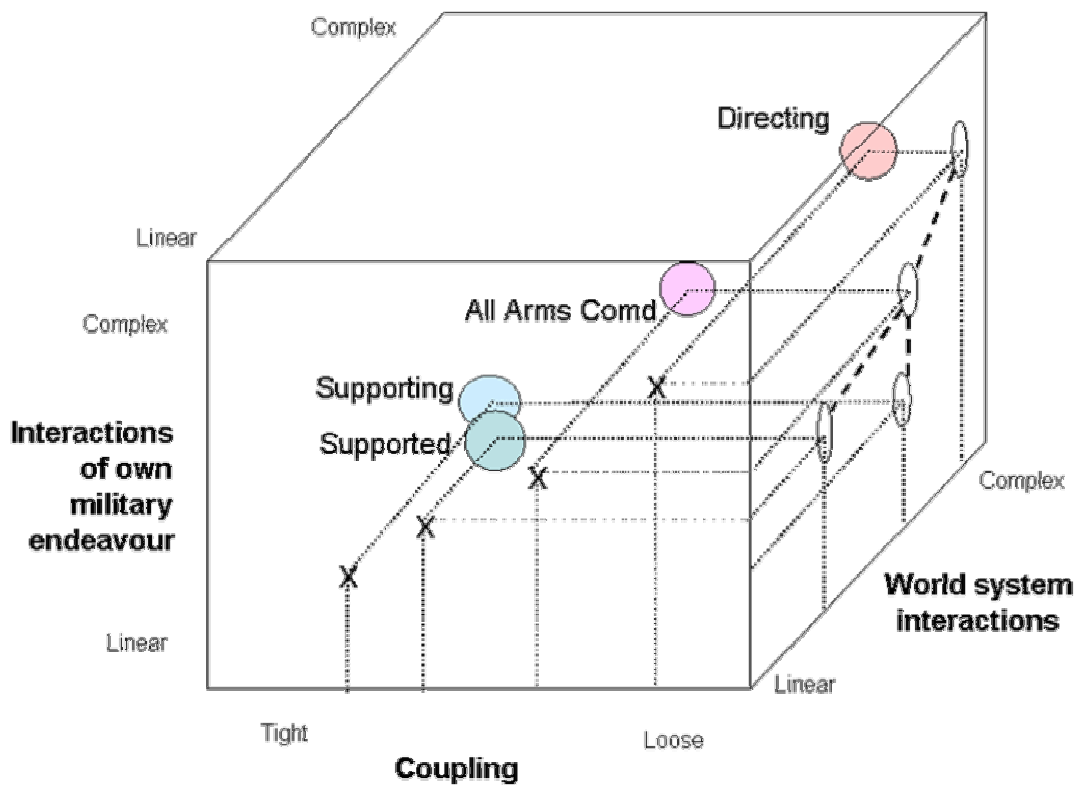 Complex
Directing
Linear
All Arms Comd
Complex
X
Supporting
Supported
Interactions
of own
military
endeavour
X
X
X
Complex
World system
interactions
Linear
Linear
Tight
Loose
Coupling